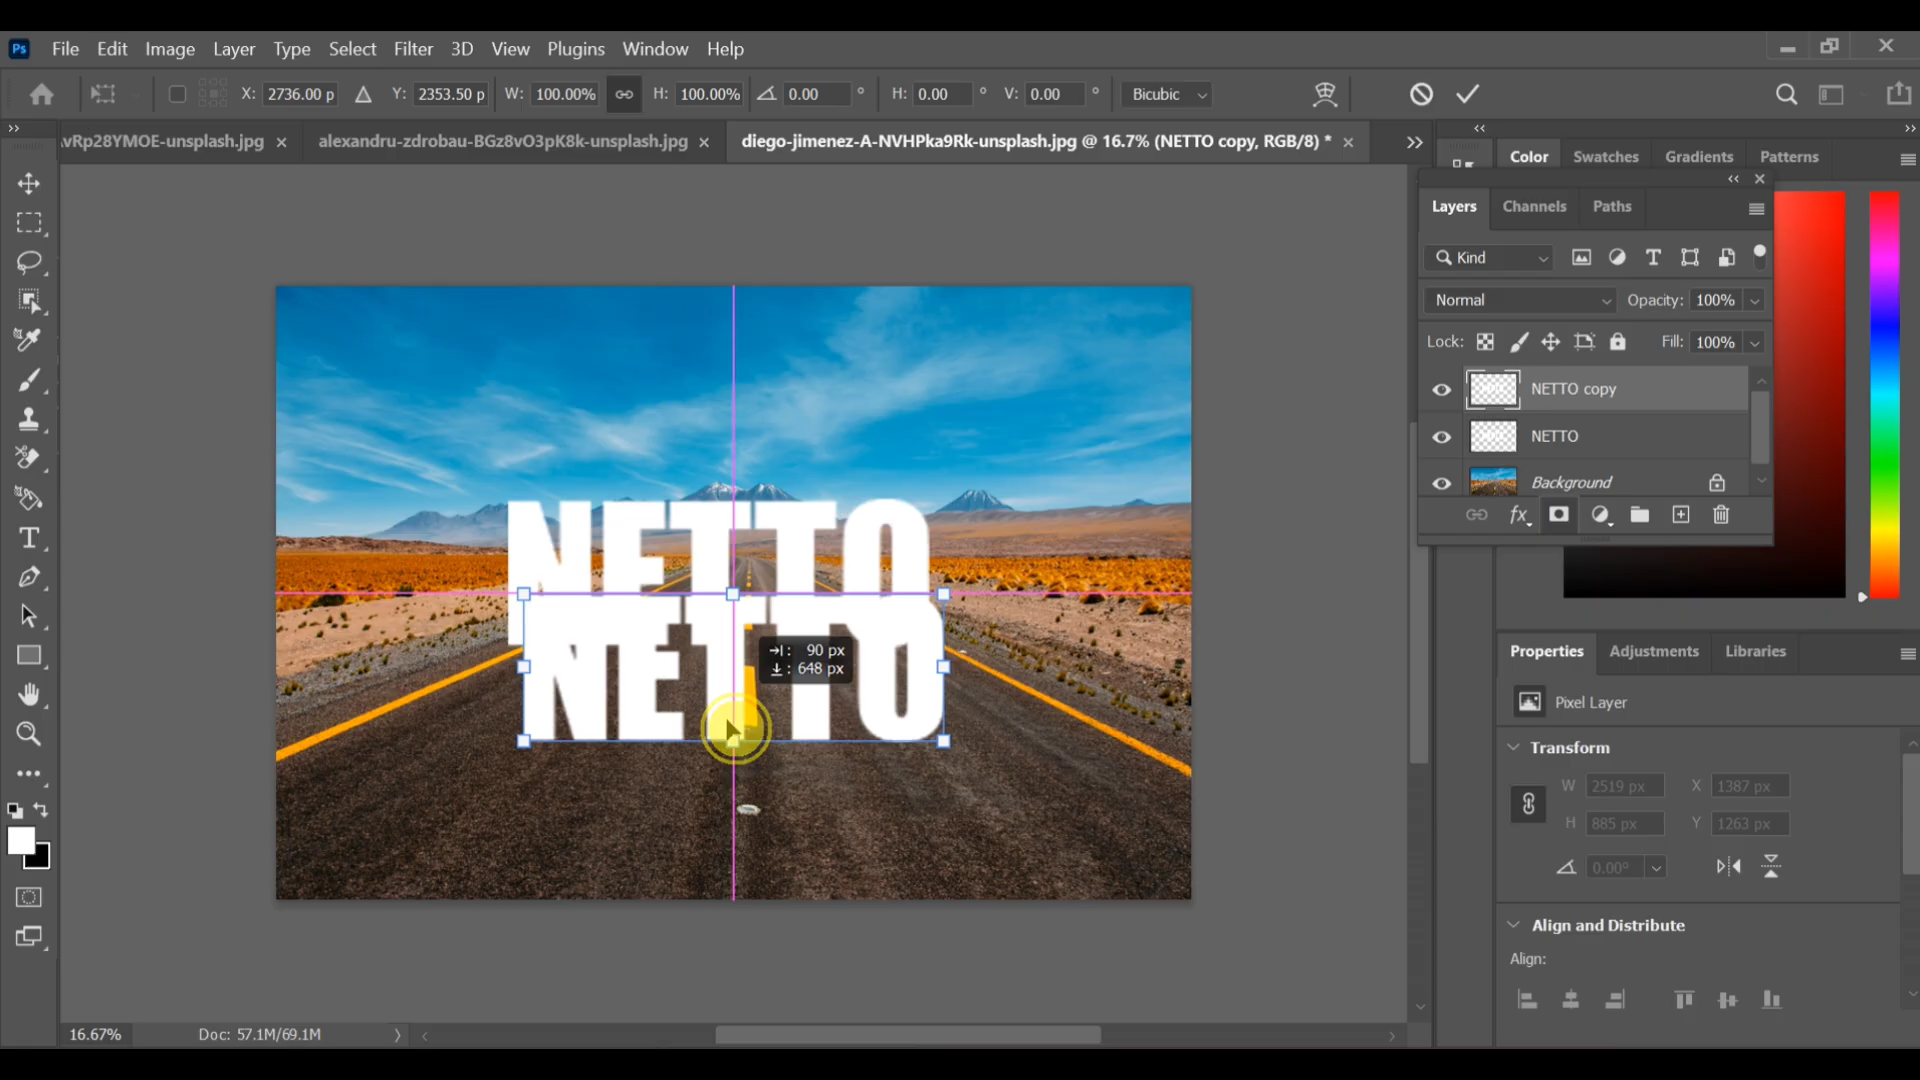 Ps File Edit Image Layer Type Select Filter 3D View Plugins Window Help
X: 2736.00 p Y: 2353.50 p W: 100.00% H: 100.00% 0.00 ° H: 0.00 ° V: 0.00 ° Bicubic
vRp28YMOE-unsplash.jpg alexandru-zdrobau-BGz8vO3pK8k-unsplash.jpg diego-jimenez-A-NVHPka9Rk-unsplash.jpg @ 16.7% (NETTO copy, RGB/8) *
Color Swatches Gradients Patterns
Layers Channels Paths
Kind
Normal Opacity: 100%
Lock: Fill: 100%
NETTO copy
NETTO
Background
fx
NETTO
NETTO
90 px
648 px
Properties Adjustments Libraries
Pixel Layer
Transform
W 2519 px X 1387 px
H 885 px Y 1263 px
0.00°
Align and Distribute
Align:
16.67% Doc: 57.1M/69.1M